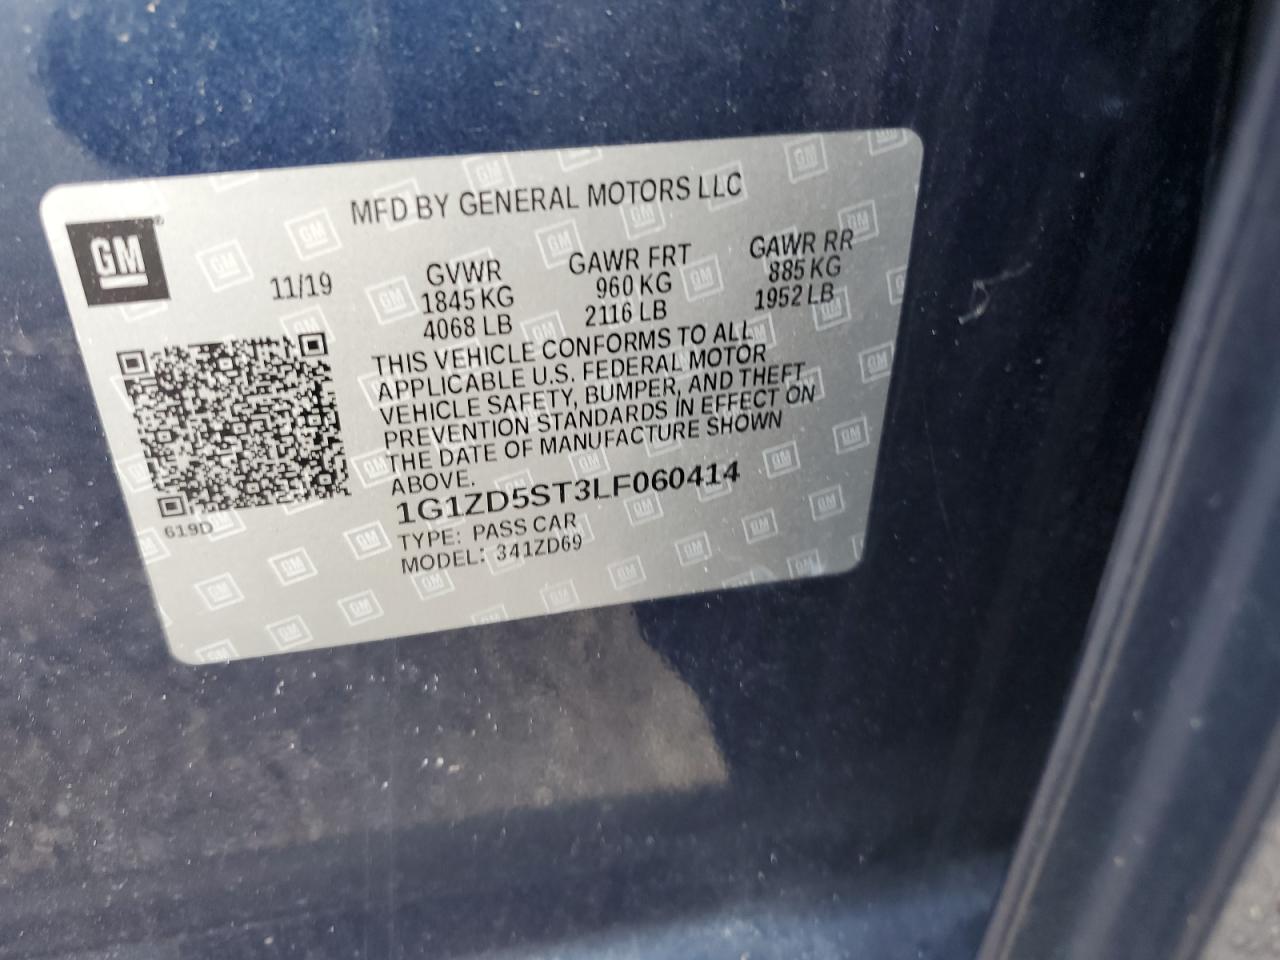 MFD BY GENERAL MOTORS LLC
GM®
11/19
GVWR
1845 KG
4068 LB
GAWR FRT
960 KG
2116 LB
GAWR RR
885 KG
1952 LB
THIS VEHICLE CONFORMS TO ALL
APPLICABLE U.S. FEDERAL MOTOR
VEHICLE SAFETY, BUMPER, AND THEFT
PREVENTION STANDARDS IN EFFECT ON
THE DATE OF MANUFACTURE SHOWN
ABOVE.
1G1ZD5ST3LF060414
TYPE: PASS CAR
MODEL: 341ZD69
619D